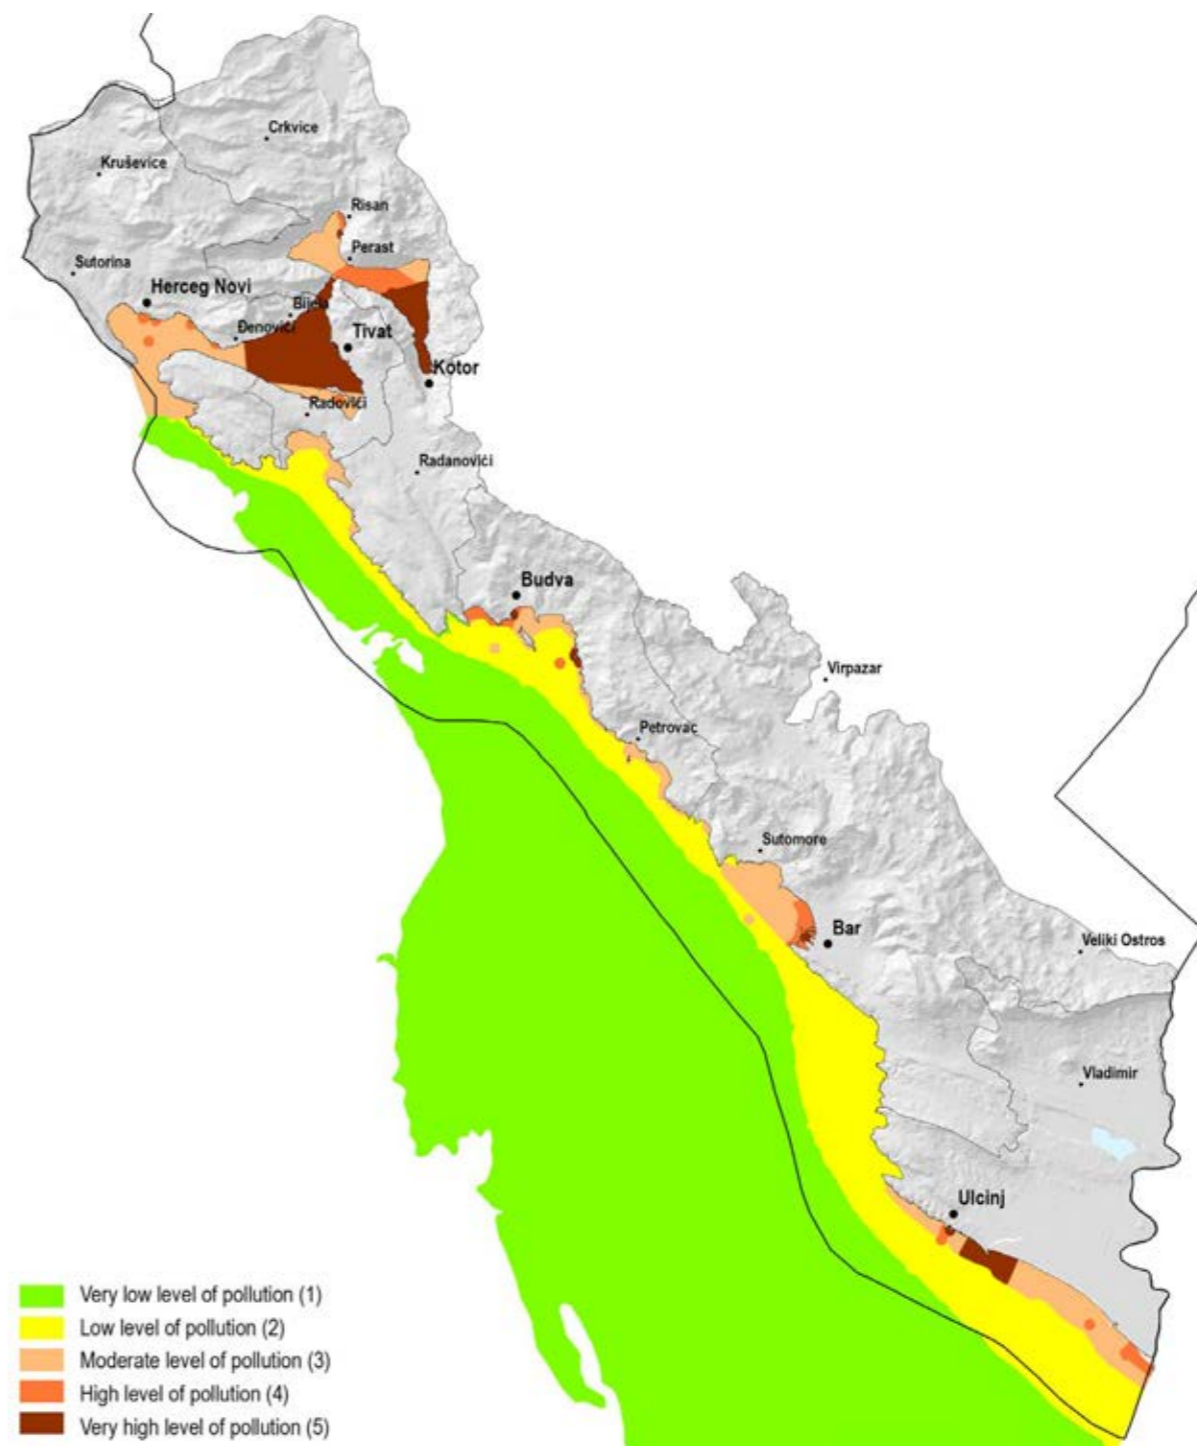 Crkvice
Kruševice
Risan
Perast
Sutorina
Herceg Novi
Bijela
Đenovići
Tivat
Kotor
Radovići
Radanovići
Budva
Virpazar
Petrovac
Sutomore
Bar
Veliki Ostros
Vladimir
Ulcinj
Very low level of pollution (1)
Low level of pollution (2)
Moderate level of pollution (3)
High level of pollution (4)
Very high level of pollution (5)